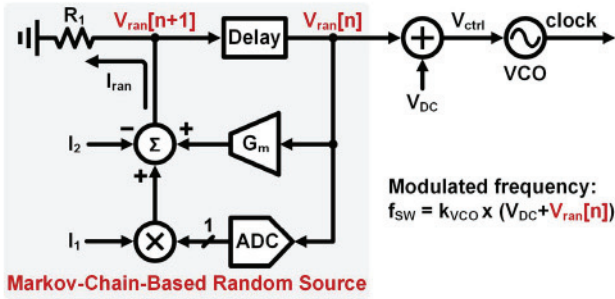 R1
Vran[n+1]
Delay
Vran[n]
+
Vctrl
clock
VCO
VDC
Iran
I2
−
Σ
+
Gm
+
I1
×
1
ADC
Modulated frequency:
fSW = kVCO x (VDC+Vran[n])
Markov-Chain-Based Random Source